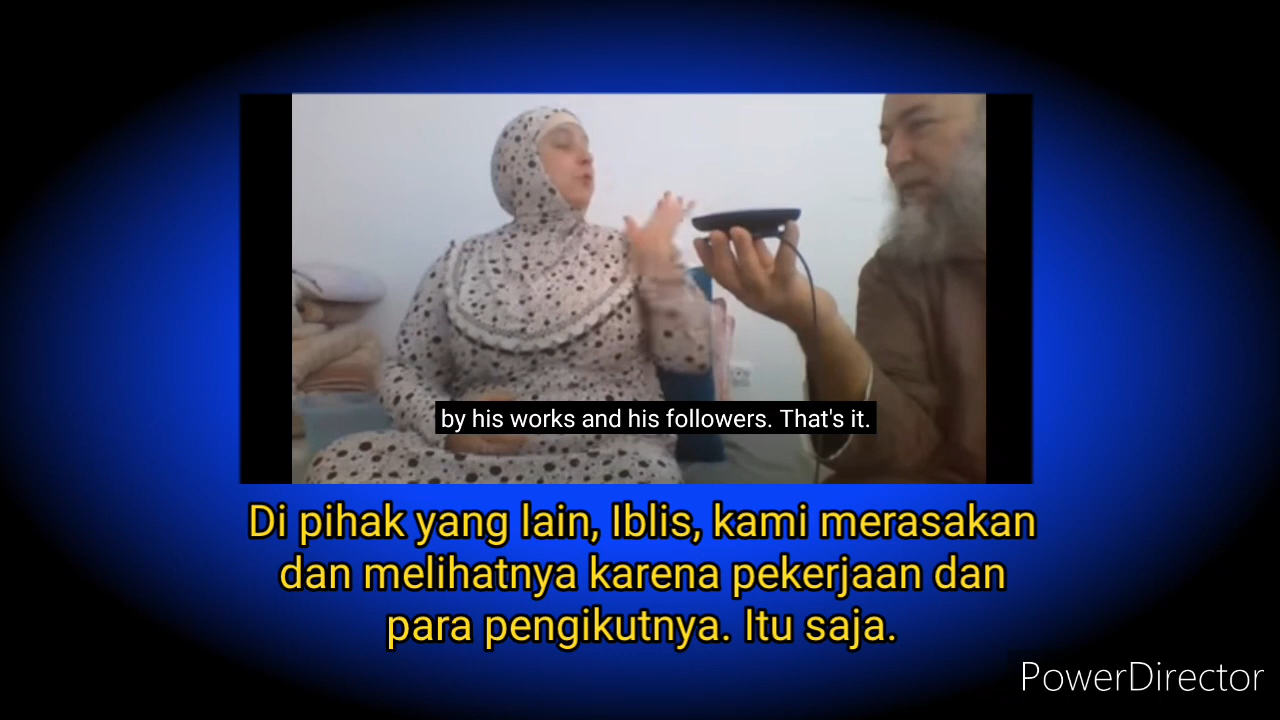 by his works and his followers. That's it.
Di pihak yang lain, Iblis, kami merasakan
dan melihatnya karena pekerjaan dan
para pengikutnya. Itu saja.
PowerDirector